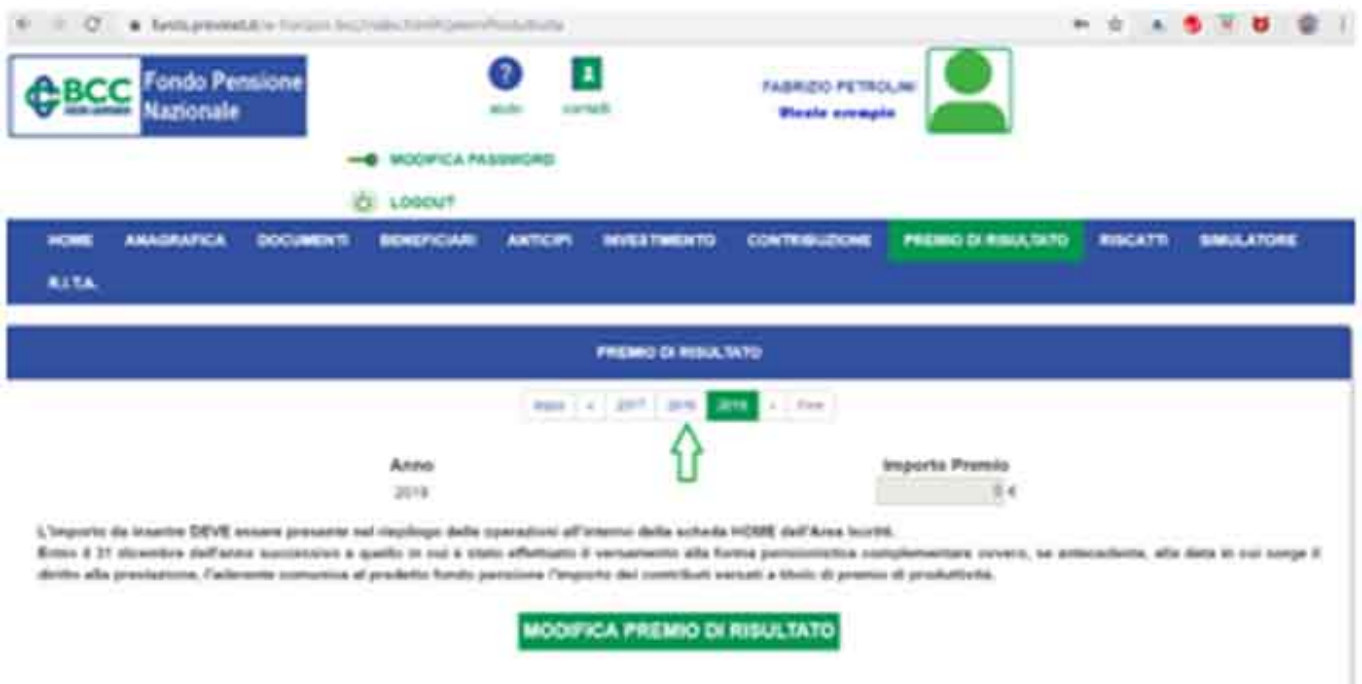 BCC Fondo Pensione Nazionale
aiuto contatti
FABRIZIO PETROLINI
MODIFICA PASSWORD
LOGOUT
HOME ANAGRAFICA DOCUMENTI BENEFICIARI ANTICIPI INVESTIMENTO CONTRIBUZIONE PREMIO DI RISULTATO RISCATTI SIMULATORE
R.I.T.A.
PREMIO DI RISULTATO
2017 2018 2019 Fine
Anno Importo Premio
2019 0 €
L'importo da inserire DEVE essere presente nel riepilogo delle operazioni all'interno della scheda HOME dell'Area Iscritti.
Entro il 31 dicembre dell'anno successivo a quello in cui è stato effettuato il versamento alla forma pensionistica complementare ovvero, se antecedente, alla data in cui sorge il
diritto alla prestazione, l'aderente comunica al predetto fondo pensione l'importo dei contributi versati a titolo di premio di produttività.
MODIFICA PREMIO DI RISULTATO